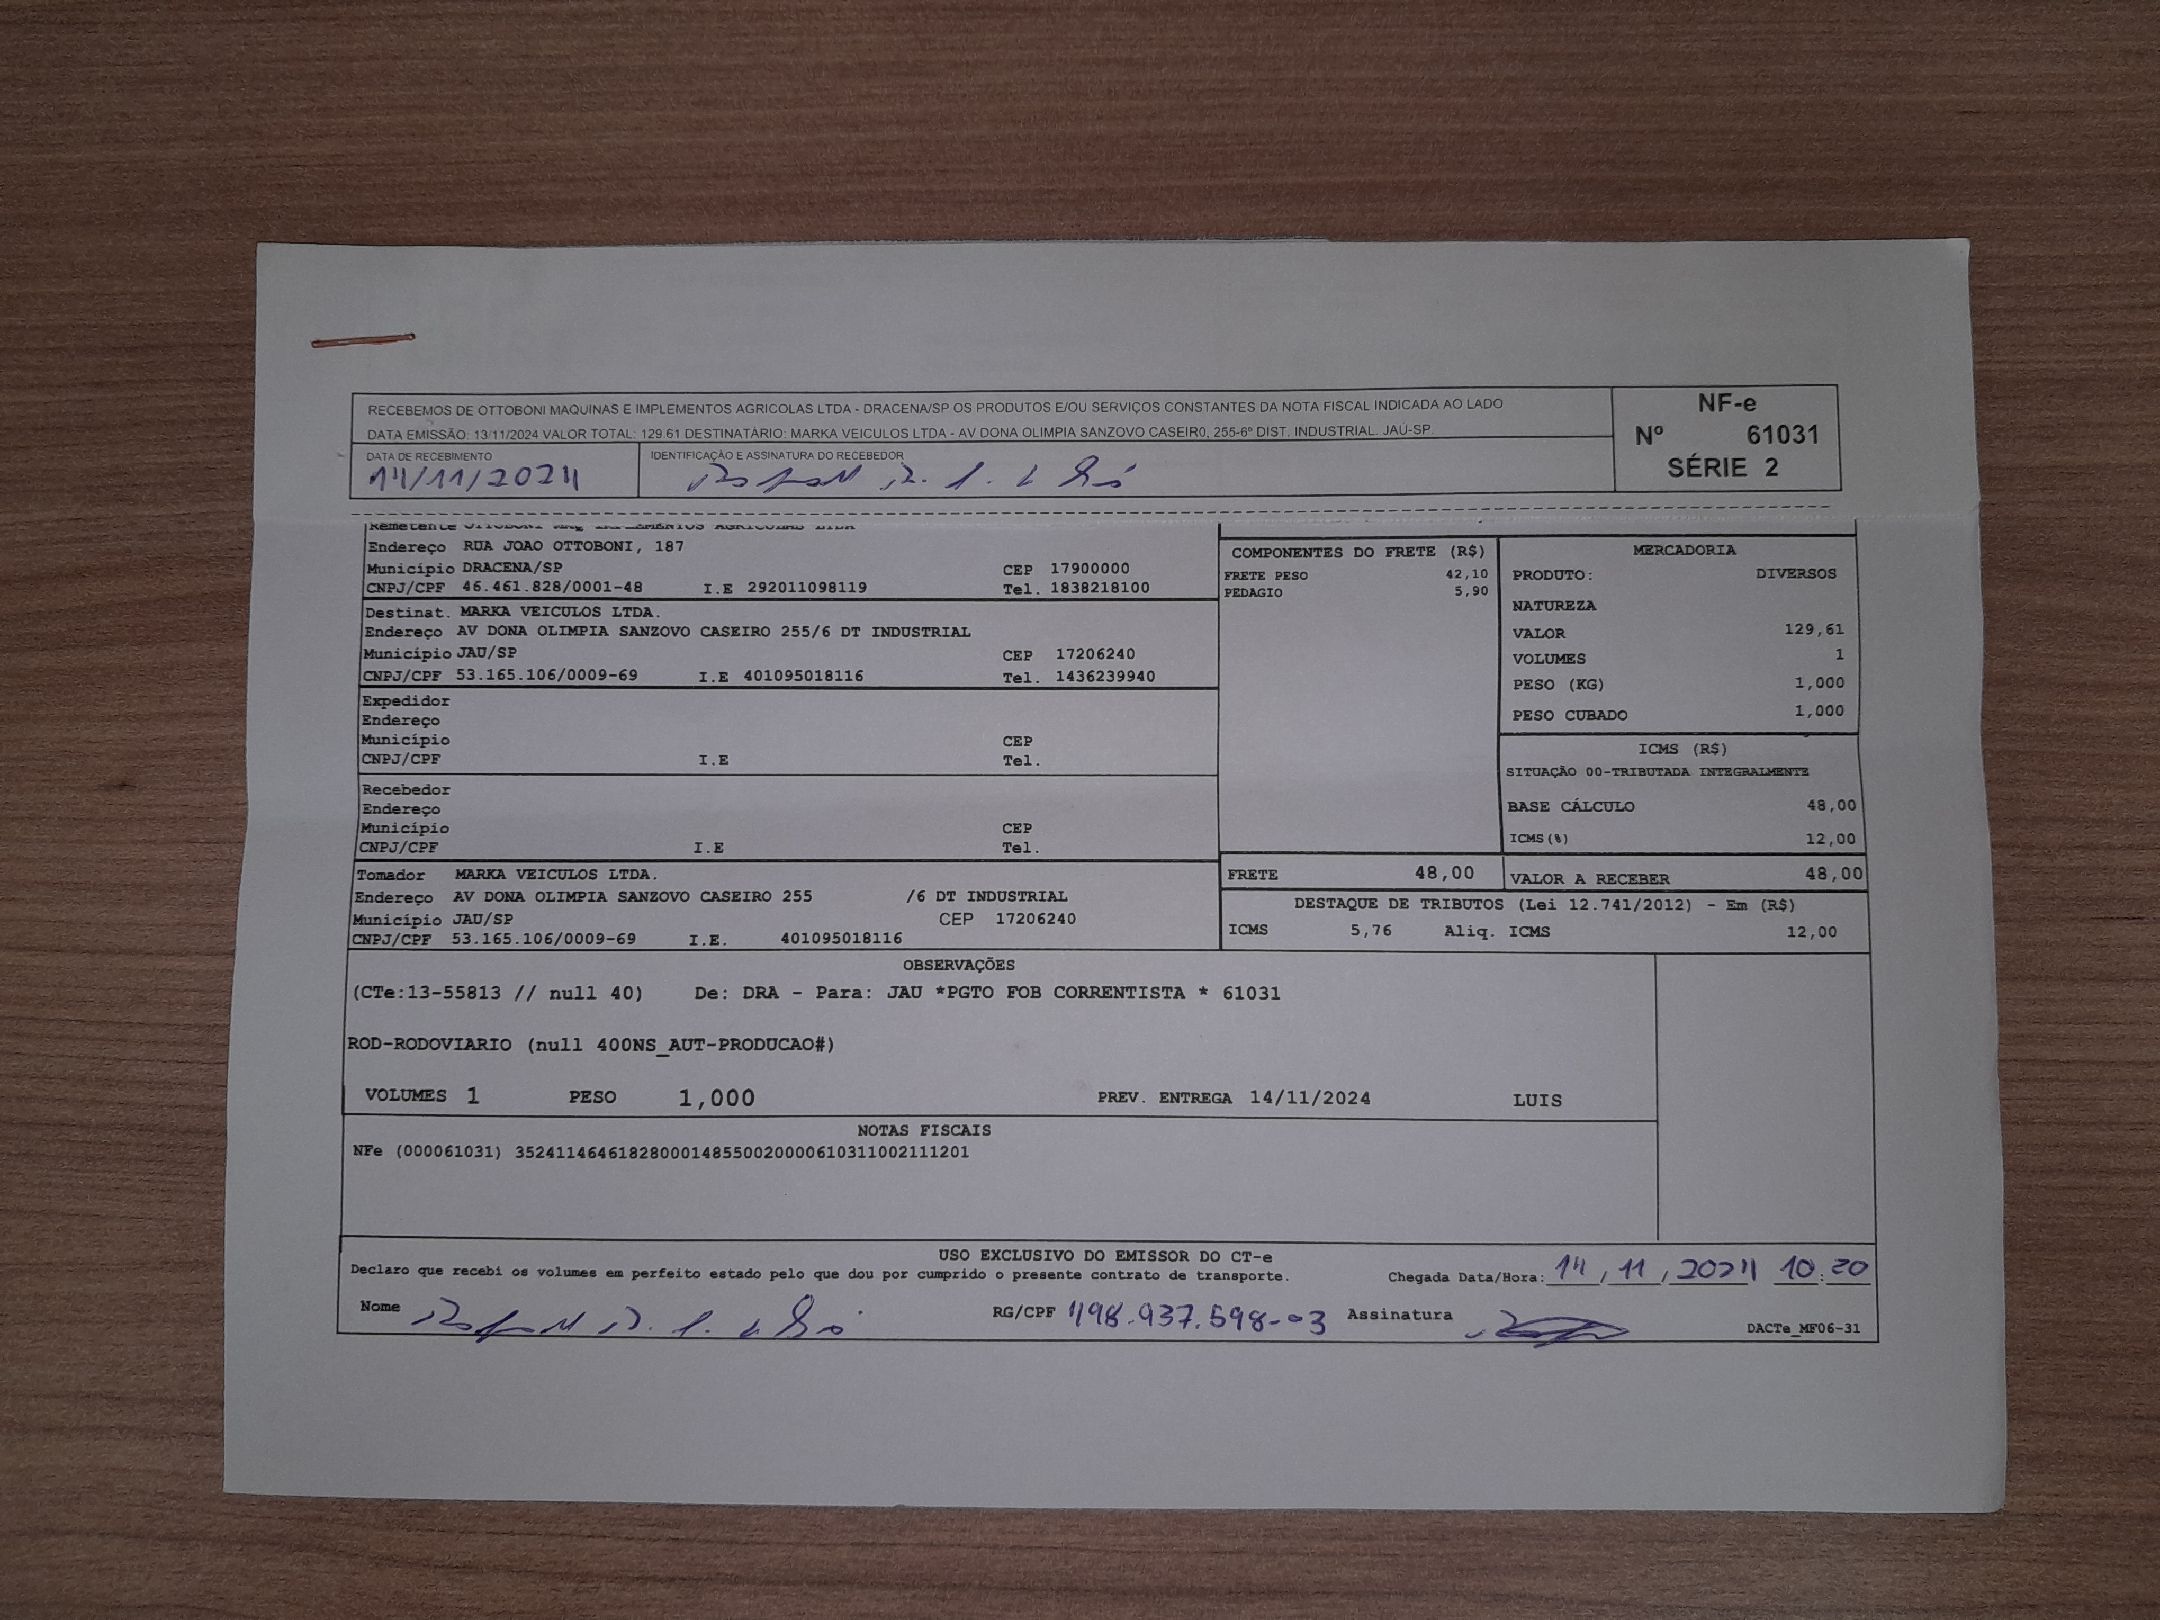 RECEBEMOS DE OTTOBONI MAQUINAS E IMPLEMENTOS AGRICOLAS LTDA - DRACENA/SP OS PRODUTOS E/OU SERVIÇOS CONSTANTES DA NOTA FISCAL INDICADA AO LADO
DATA EMISSÃO: 13/11/2024 VALOR TOTAL: 129.61 DESTINATÁRIO: MARKA VEICULOS LTDA - AV DONA OLIMPIA SANZOVO CASEIRO, 255-6º DIST. INDUSTRIAL. JAÚ-SP.
NF-e
Nº 61031
SÉRIE 2
DATA DE RECEBIMENTO
14/11/2024
IDENTIFICAÇÃO E ASSINATURA DO RECEBEDOR
Remetente OTTOBONI MAQ IMPLEMENTOS AGRICOLAS LTDA
Endereço RUA JOAO OTTOBONI, 187
Município DRACENA/SP CEP 17900000
CNPJ/CPF 46.461.828/0001-48 I.E 292011098119 Tel. 1838218100
Destinat. MARKA VEICULOS LTDA.
Endereço AV DONA OLIMPIA SANZOVO CASEIRO 255/6 DT INDUSTRIAL
Município JAU/SP CEP 17206240
CNPJ/CPF 53.165.106/0009-69 I.E 401095018116 Tel. 1436239940
Expedidor
Endereço
Município CEP
CNPJ/CPF I.E Tel.
Recebedor
Endereço
Município CEP
CNPJ/CPF I.E Tel.
Tomador MARKA VEICULOS LTDA.
Endereço AV DONA OLIMPIA SANZOVO CASEIRO 255 /6 DT INDUSTRIAL
Município JAU/SP CEP 17206240
CNPJ/CPF 53.165.106/0009-69 I.E. 401095018116
COMPONENTES DO FRETE (R$)
FRETE PESO 42,10
PEDAGIO 5,90
MERCADORIA
PRODUTO: DIVERSOS
NATUREZA
VALOR 129,61
VOLUMES 1
PESO (KG) 1,000
PESO CUBADO 1,000
ICMS (R$)
SITUAÇÃO 00-TRIBUTADA INTEGRALMENTE
BASE CÁLCULO 48,00
ICMS(%) 12,00
FRETE 48,00 VALOR A RECEBER 48,00
DESTAQUE DE TRIBUTOS (Lei 12.741/2012) - Em (R$)
ICMS 5,76 Aliq. ICMS 12,00
OBSERVAÇÕES
(CTe:13-55813 // null 40) De: DRA - Para: JAU *PGTO FOB CORRENTISTA * 61031
ROD-RODOVIARIO (null 400NS_AUT-PRODUCAO#)
VOLUMES 1 PESO 1,000 PREV. ENTREGA 14/11/2024 LUIS
NOTAS FISCAIS
NFe (000061031) 35241146461828000148550020000610311002111201
USO EXCLUSIVO DO EMISSOR DO CT-e
Declaro que recebi os volumes em perfeito estado pelo que dou por cumprido o presente contrato de transporte.
Chegada Data/Hora: 14 , 11 , 2024 10:20
Nome
RG/CPF 498.937.598-03 Assinatura
DACTe_MF06-31